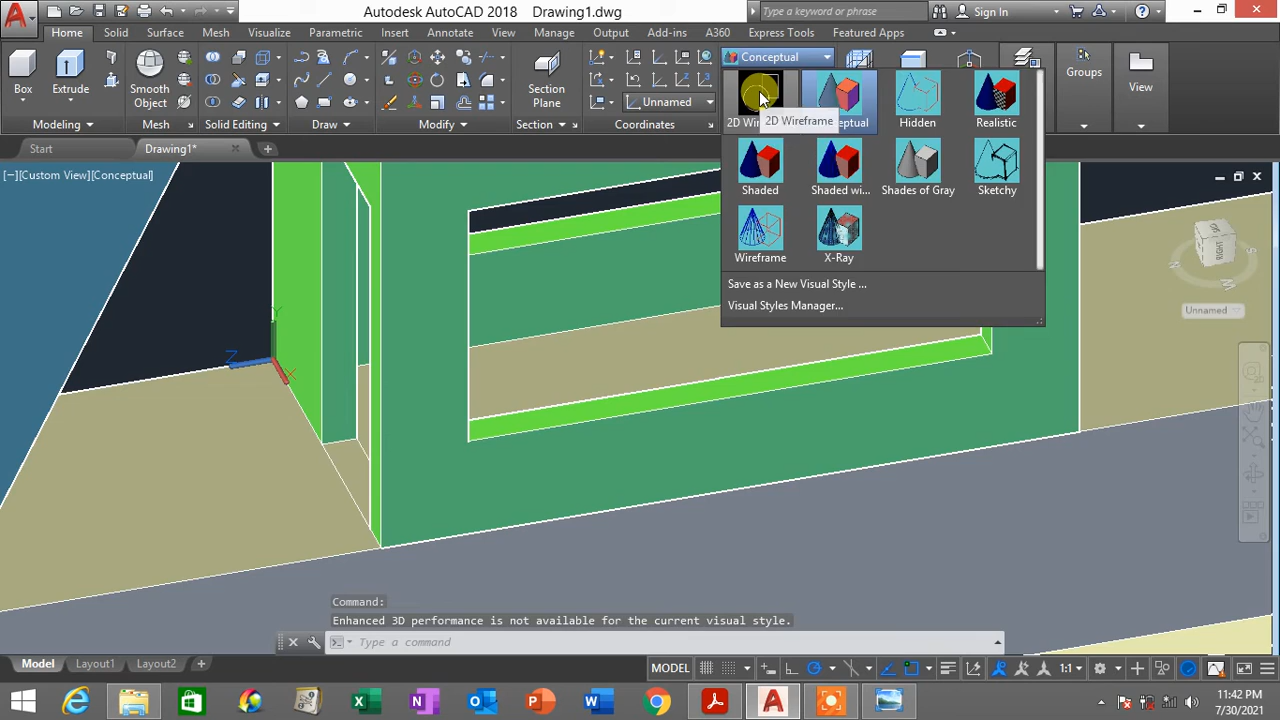 Autodesk AutoCAD 2018 Drawing1.dwg
Type a keyword or phrase
Sign In
Home Solid Surface Mesh Visualize Parametric Insert Annotate View Manage Output Add-ins A360 Express Tools Featured Apps
Box
Extrude
Smooth Object
Section Plane
Unnamed
Conceptual
Groups
View
Modeling
Mesh
Solid Editing
Draw
Modify
Section
Coordinates
2D Wireframe
Hidden
Realistic
Shaded
Shaded wi...
Shades of Gray
Sketchy
Wireframe
X-Ray
Save as a New Visual Style ...
Visual Styles Manager...
Start
Drawing1*
[−][Custom View][Conceptual]
RIGHT
Unnamed
Y
Z
X
Command:
Enhanced 3D performance is not available for the current visual style.
Type a command
Model Layout1 Layout2
MODEL
1:1
11:42 PM
7/30/2021